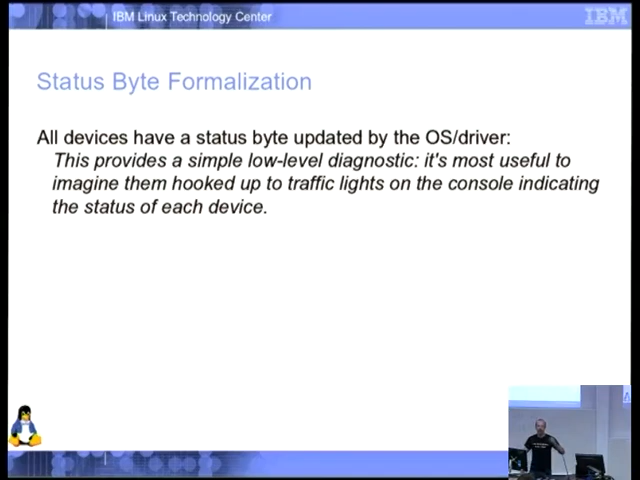 IBM Linux Technology Center
IBM
Status Byte Formalization
All devices have a status byte updated by the OS/driver:
This provides a simple low-level diagnostic: it's most useful to
imagine them hooked up to traffic lights on the console indicating
the status of each device.